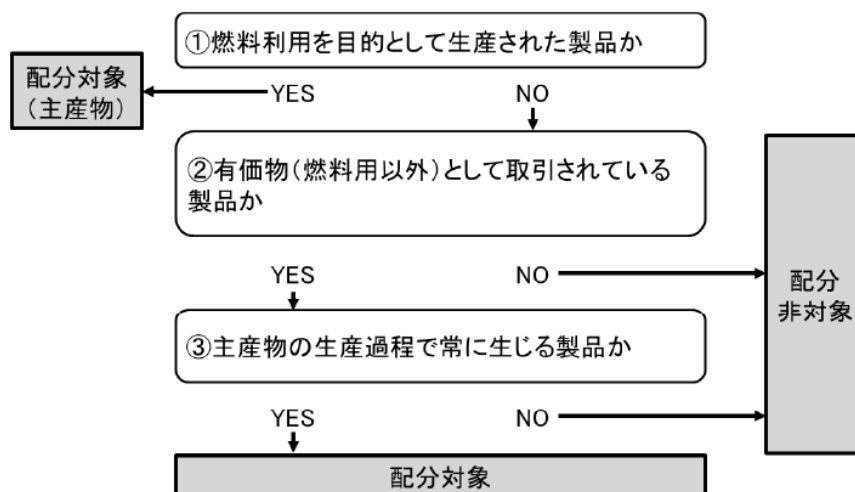 ①燃料利用を目的として生産された製品か
配分対象
(主産物)
YES
NO
②有価物(燃料用以外)として取引されている
製品か
YES
NO
配分
非対象
③主産物の生産過程で常に生じる製品か
YES
NO
配分対象